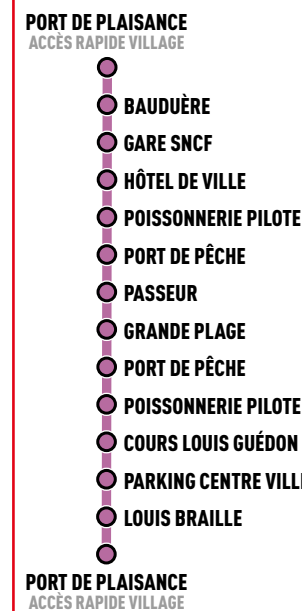 PORT DE PLAISANCE
ACCÈS RAPIDE VILLAGE
BAUDUÈRE
GARE SNCF
HÔTEL DE VILLE
POISSONNERIE PILOTE
PORT DE PÊCHE
PASSEUR
GRANDE PLAGE
PORT DE PÊCHE
POISSONNERIE PILOTE
COURS LOUIS GUÉDON
PARKING CENTRE VILL
LOUIS BRAILLE
PORT DE PLAISANCE
ACCÈS RAPIDE VILLAGE